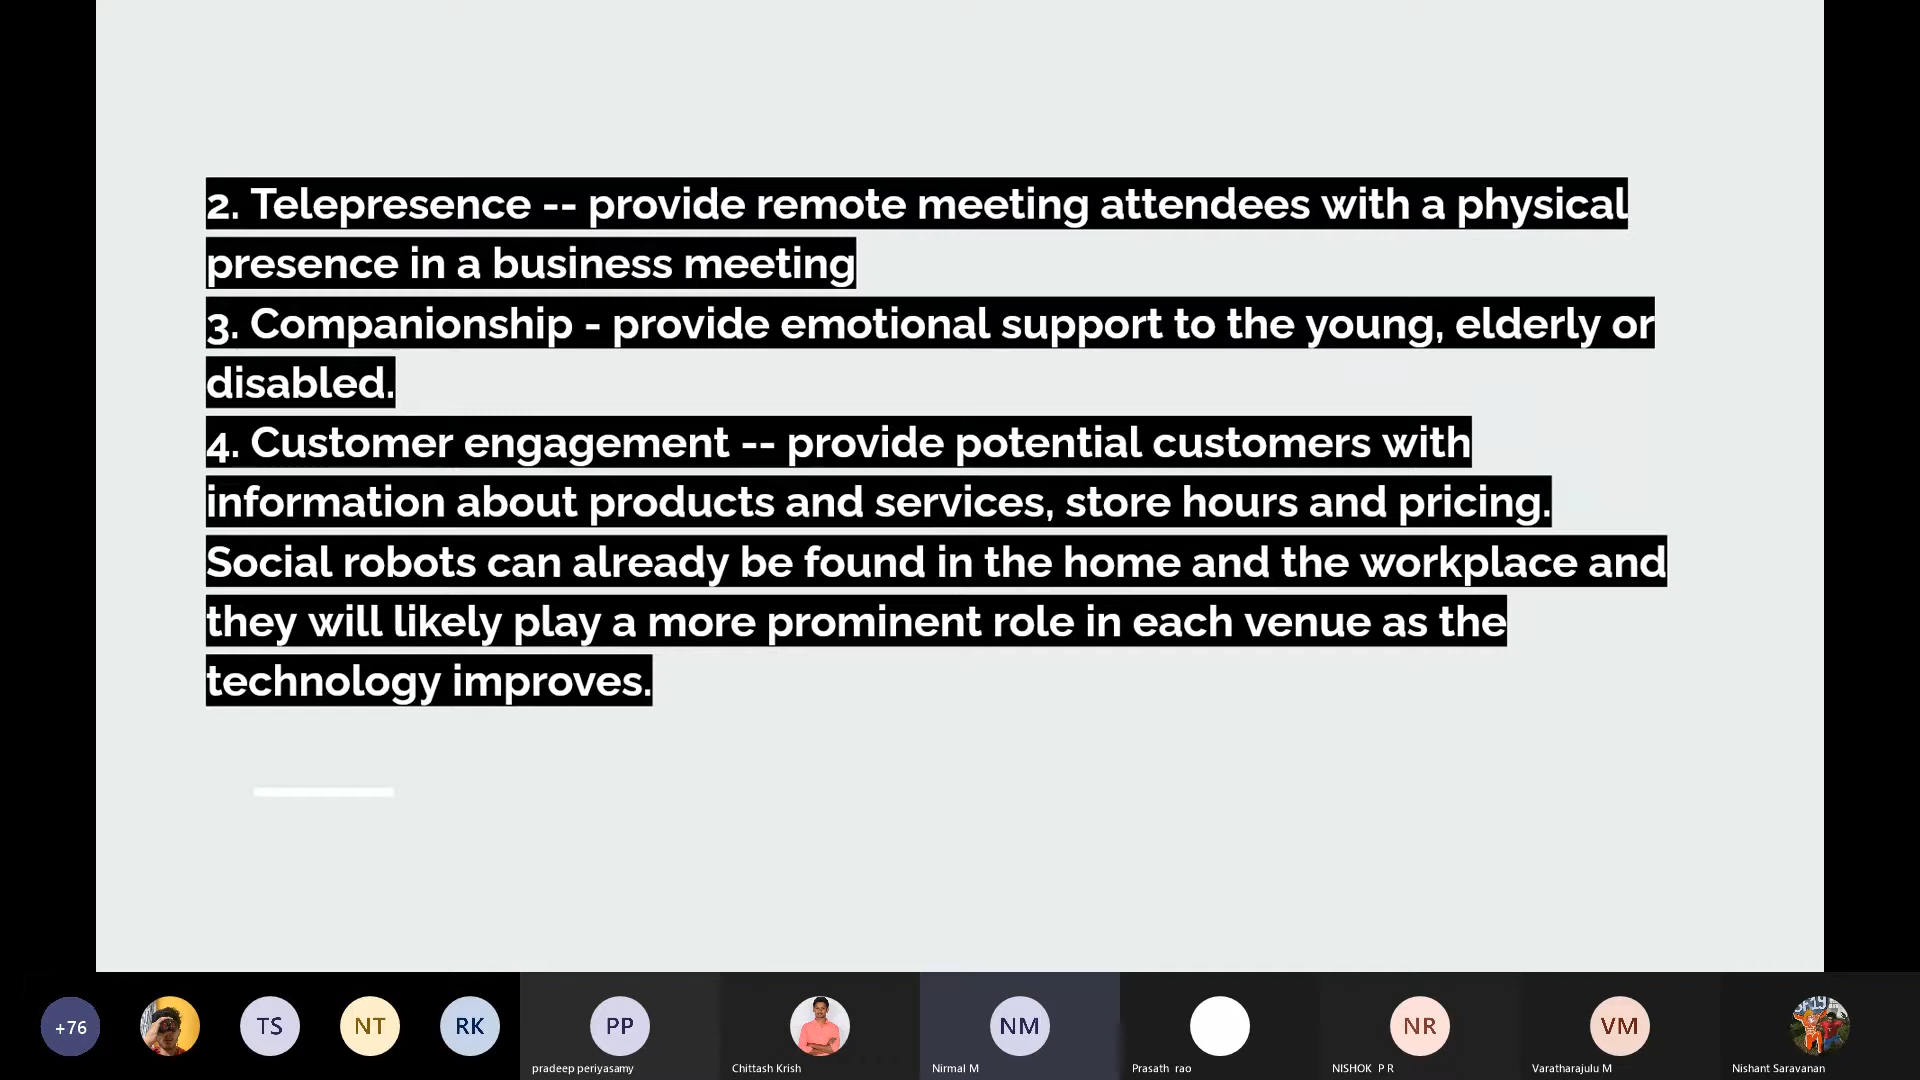 2. Telepresence -- provide remote meeting attendees with a physical
presence in a business meeting
3. Companionship - provide emotional support to the young, elderly or
disabled.
4. Customer engagement -- provide potential customers with
information about products and services, store hours and pricing.
Social robots can already be found in the home and the workplace and
they will likely play a more prominent role in each venue as the
technology improves.
+76
TS
NT
RK
PP
NM
NR
VM
pradeep periyasamy
Chittash Krish
Nirmal M
Prasath rao
NISHOK P R
Varatharajulu M
Nishant Saravanan